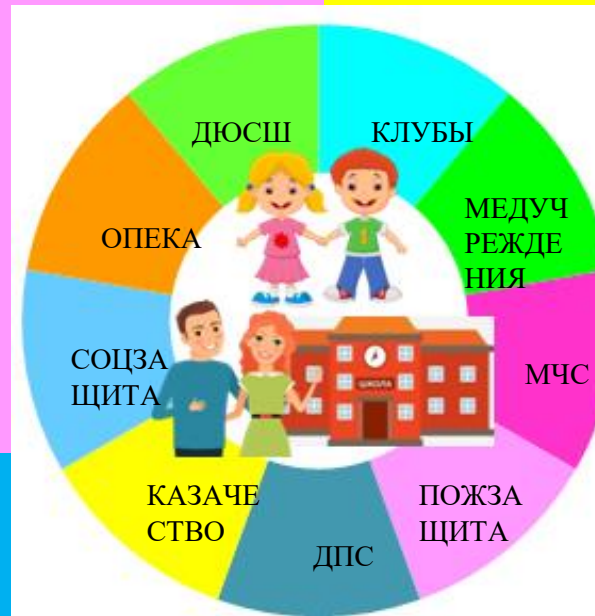 ДЮСШ
КЛУБЫ
МЕДУЧ
РЕЖДЕ
НИЯ
ОПЕКА
СОЦЗА
ЩИТА
МЧС
ШКОЛА
КАЗАЧЕ
СТВО
ПОЖЗА
ЩИТА
ДПС